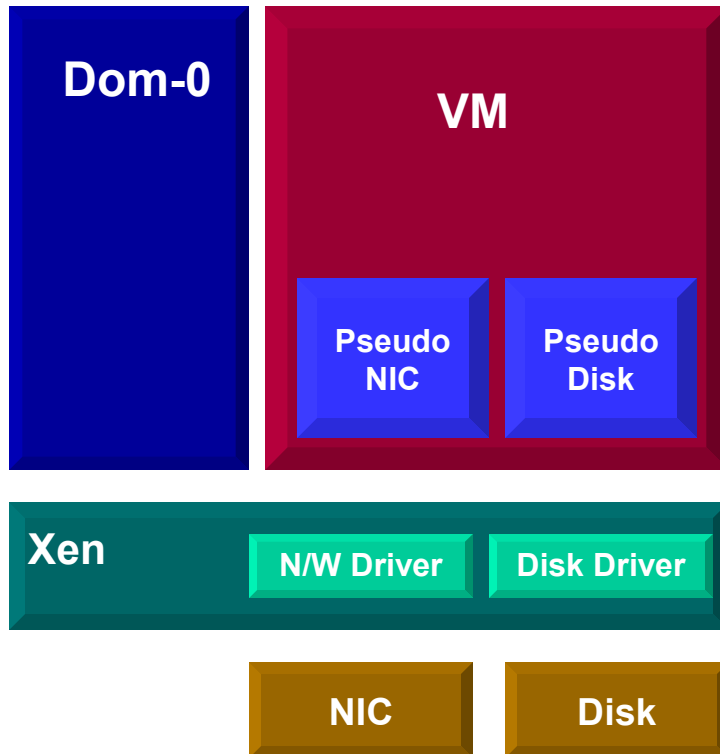 Dom-0
VM
Pseudo
NIC
Pseudo
Disk
Xen
N/W Driver
Disk Driver
NIC
Disk